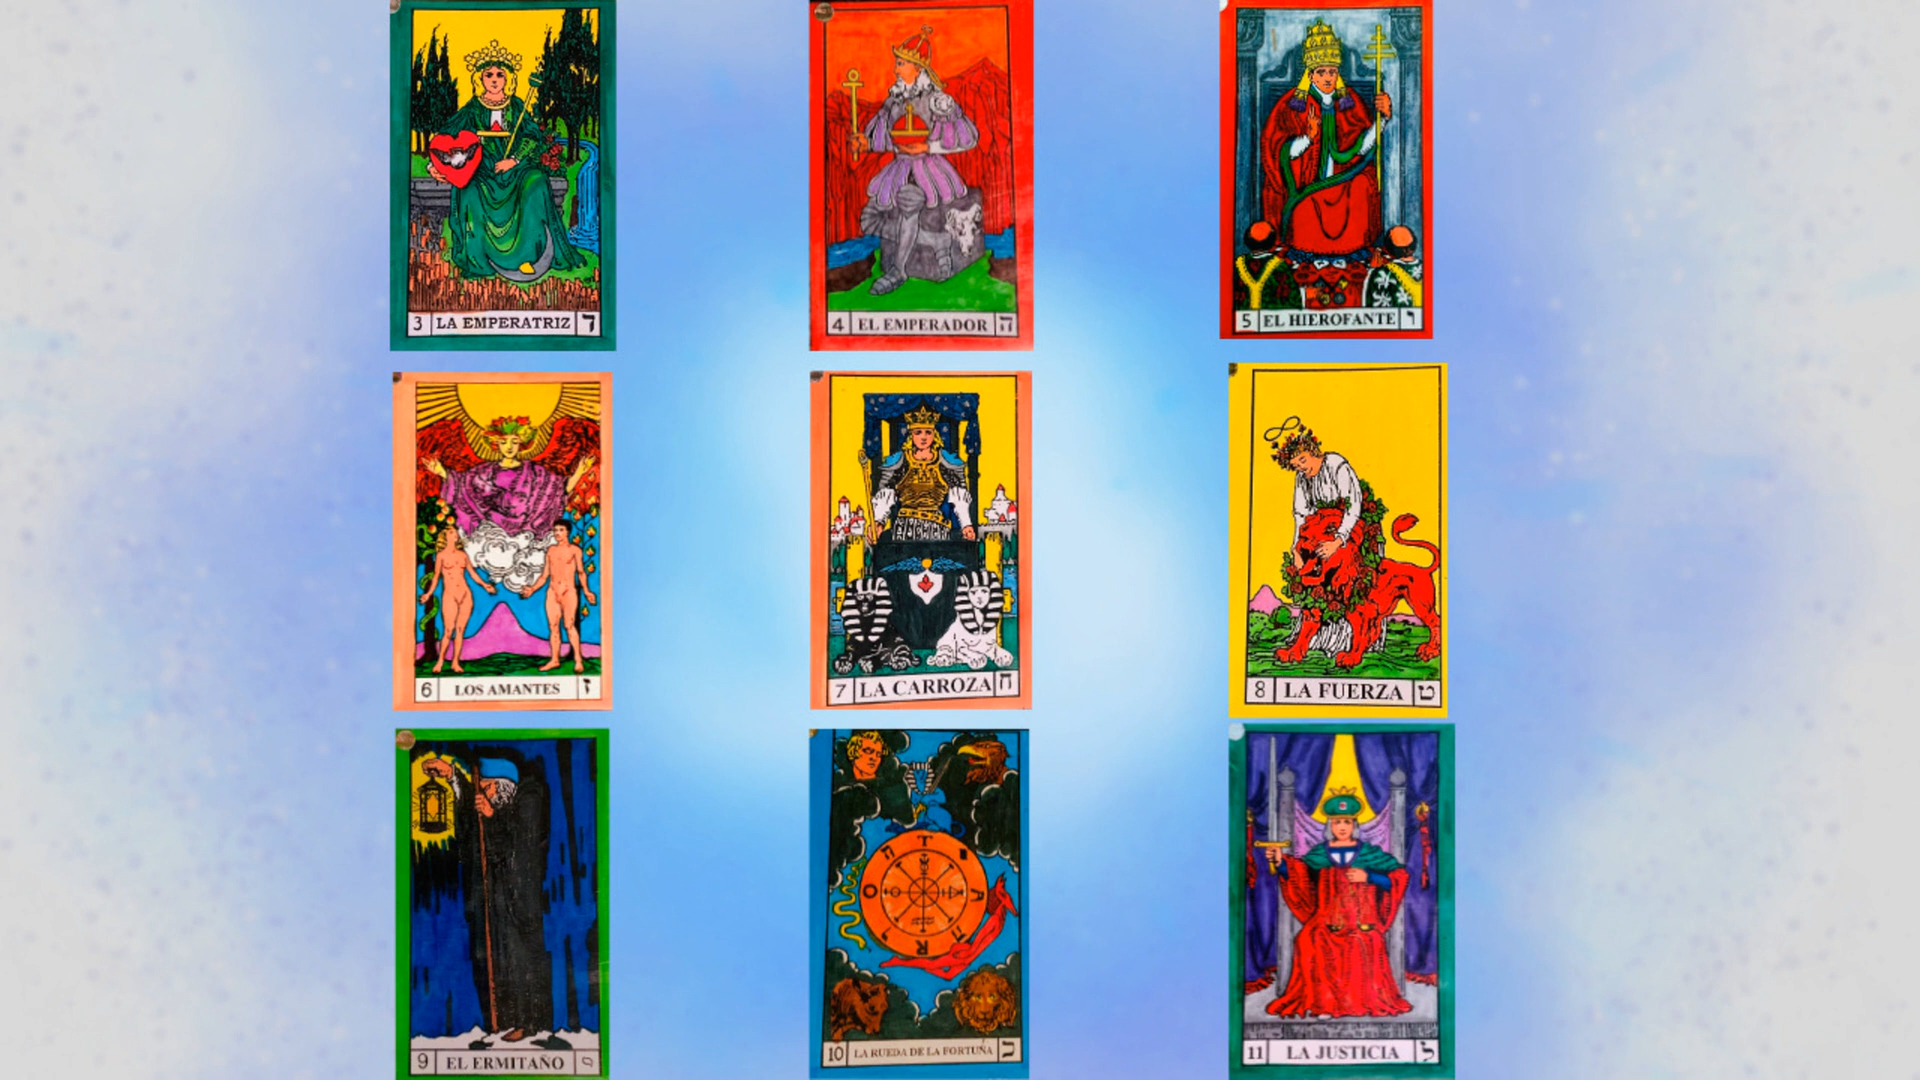 3 LA EMPERATRIZ ד
4 EL EMPERADOR ה
5 EL HIEROFANTE ו
6 LOS AMANTES ז
7 LA CARROZA ח
8 LA FUERZA ט
9 EL ERMITAÑO
10 LA RUEDA DE LA FORTUÑA כ
11 LA JUSTICIA ל